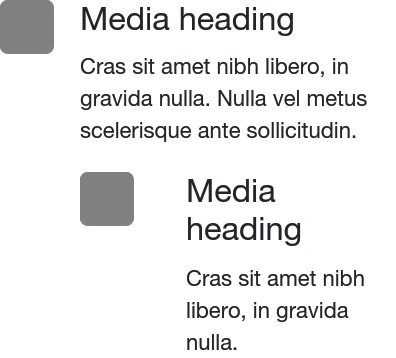 Media heading
Cras sit amet nibh libero, in
gravida nulla. Nulla vel metus
scelerisque ante sollicitudin.
Media
heading
Cras sit amet nibh
libero, in gravida
nulla.